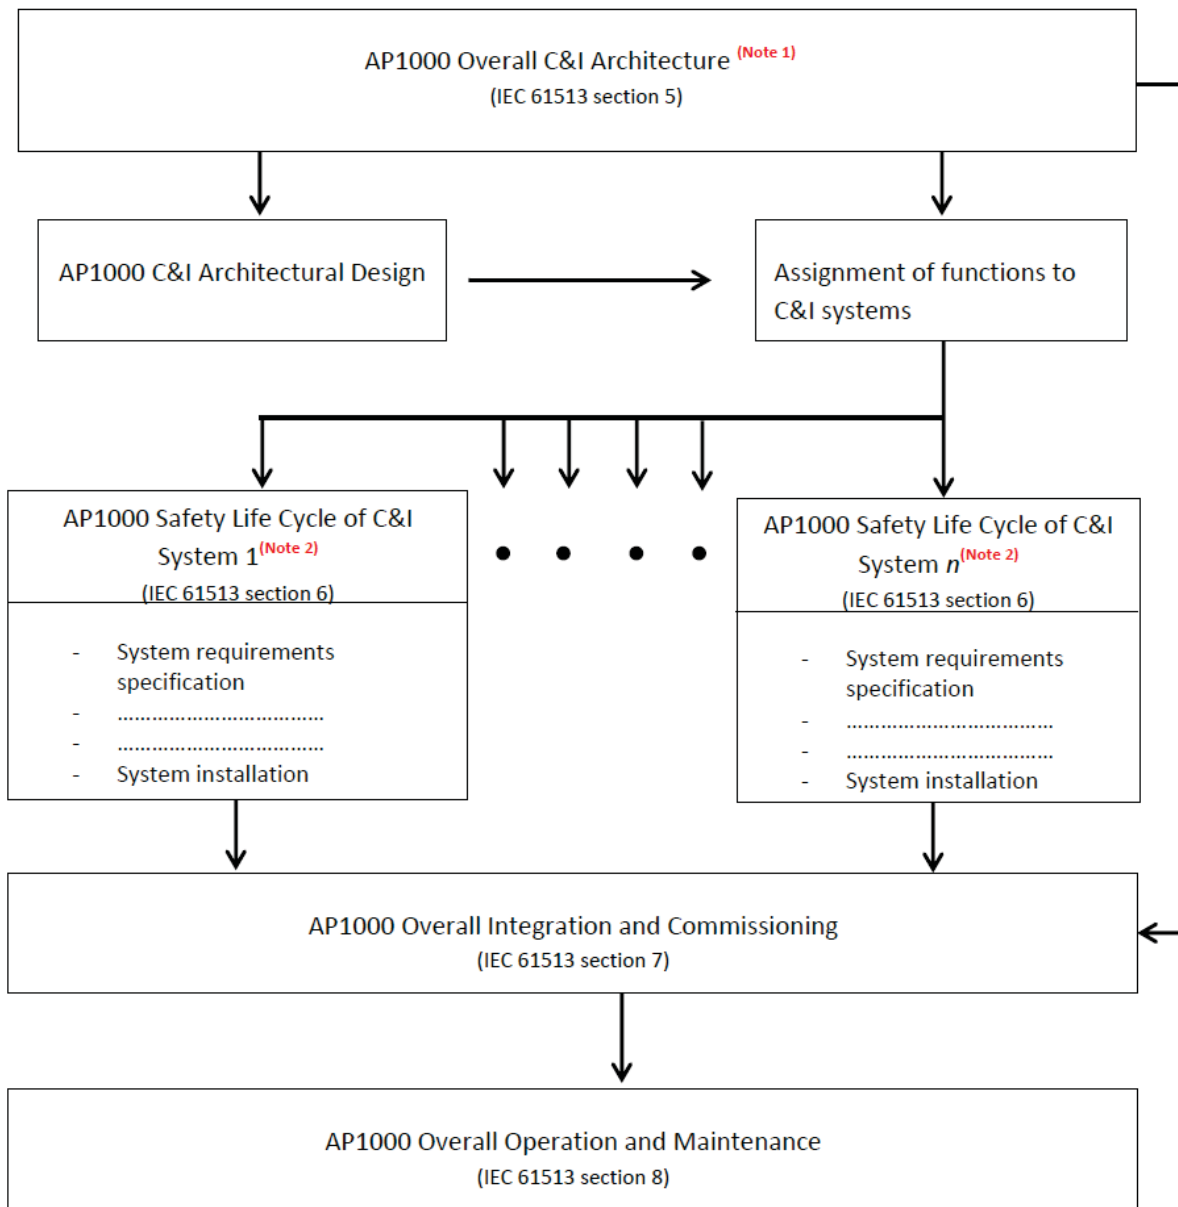 AP1000 Overall C&I Architecture (Note 1)
(IEC 61513 section 5)
AP1000 C&I Architectural Design
Assignment of functions to
C&I systems
AP1000 Safety Life Cycle of C&I
System 1(Note 2)
(IEC 61513 section 6)
- System requirements
specification
- ....................................
- ....................................
- System installation
AP1000 Safety Life Cycle of C&I
System n(Note 2)
(IEC 61513 section 6)
- System requirements
specification
- ....................................
- ....................................
- System installation
AP1000 Overall Integration and Commissioning
(IEC 61513 section 7)
AP1000 Overall Operation and Maintenance
(IEC 61513 section 8)